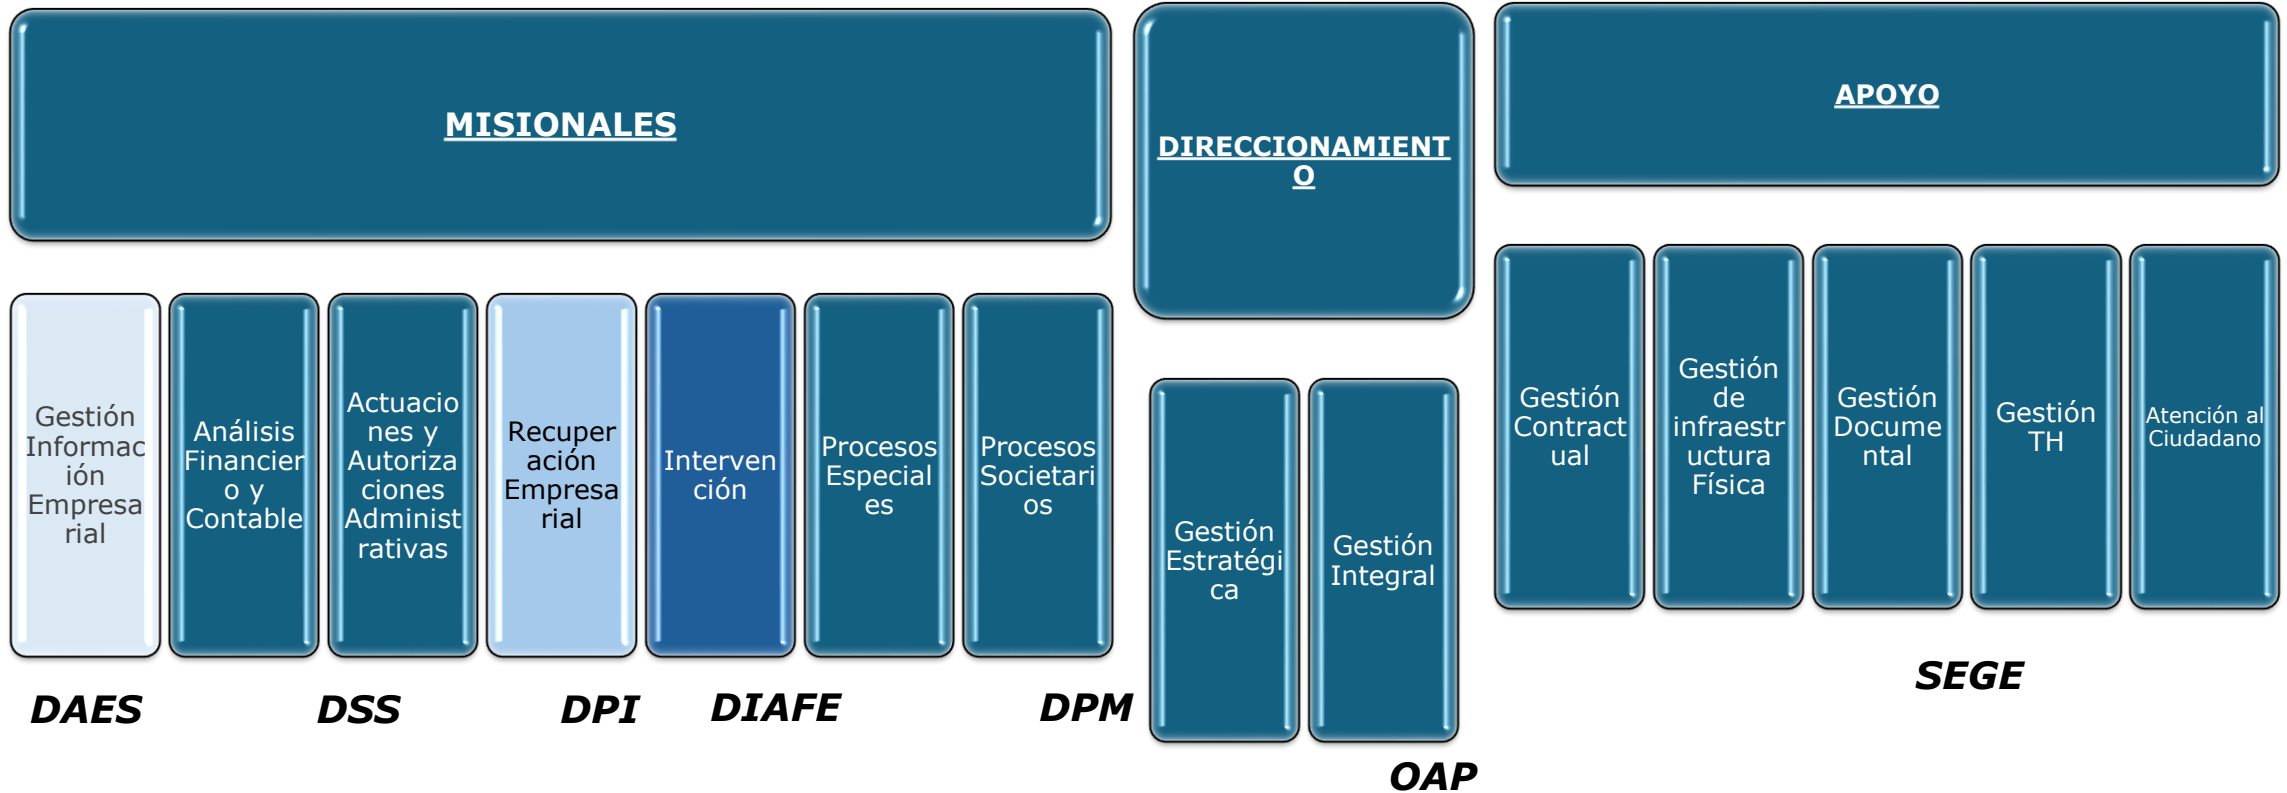 MISIONALES
DIRECCIONAMIENT
O
APOYO
Gestión
Informac
ión
Empresa
rial
Análisis
Financier
o y
Contable
Actuacio
nes y
Autoriza
ciones
Administ
rativas
Recuper
ación
Empresa
rial
Interven
ción
Procesos
Especial
es
Procesos
Societari
os
Gestión
Estratégi
ca
Gestión
Integral
Gestión
Contract
ual
Gestión
de
infraestr
uctura
Física
Gestión
Docume
ntal
Gestión
TH
Atención al
Ciudadano
DAES
DSS
DPI
DIAFE
DPM
OAP
SEGE